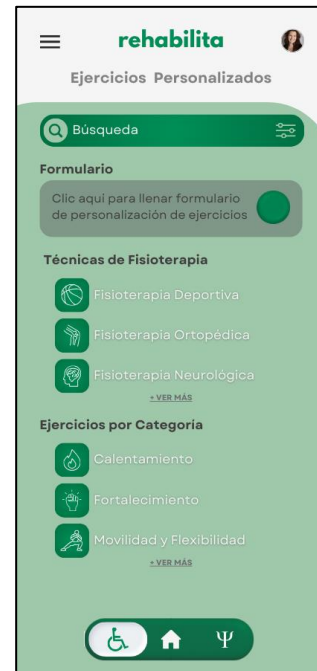 rehabilita
Ejercicios Personalizados
Búsqueda
Formulario
Clic aqui para llenar formulario
de personalización de ejercicios
Técnicas de Fisioterapia
Fisioterapia Deportiva
Fisioterapia Ortopédica
Fisioterapia Neurológica
+ VER MÁS
Ejercicios por Categoria
Calentamiento
Fortalecimiento
Movilidad y Flexibilidad
+ VER MÁS
Ψ